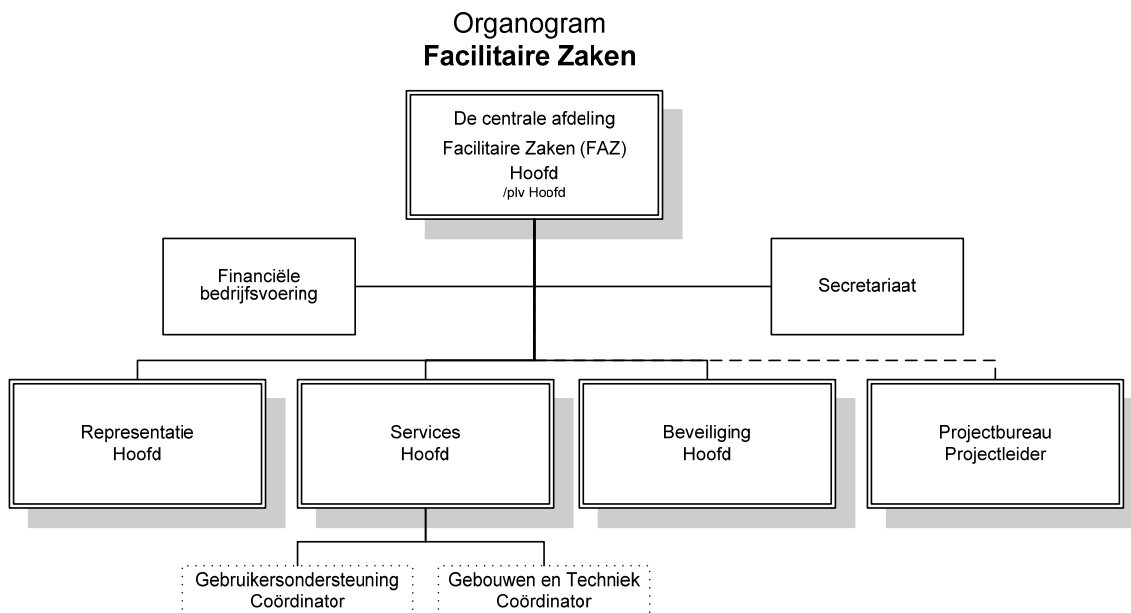 Organogram
Facilitaire Zaken
De centrale afdeling
Facilitaire Zaken (FAZ)
Hoofd
/plv Hoofd
Financiële
bedrijfsvoering
Secretariaat
Representatie
Hoofd
Services
Hoofd
Beveiliging
Hoofd
Projectbureau
Projectleider
Gebruikersondersteuning
Coördinator
Gebouwen en Techniek
Coördinator